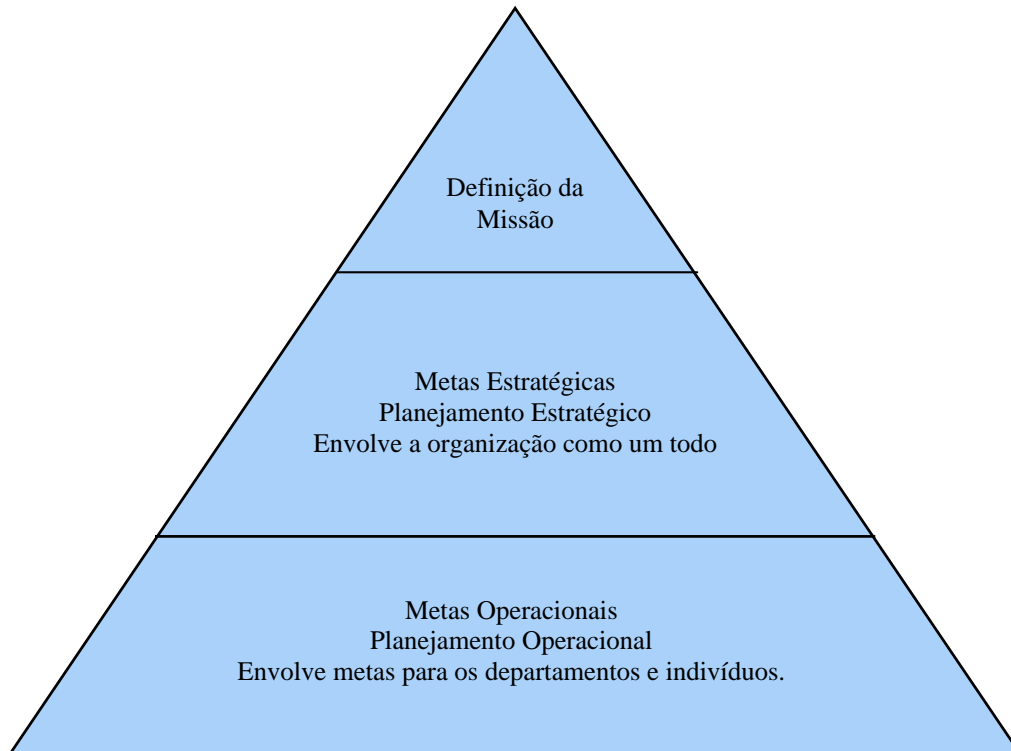 Definição da
Missão
Metas Estratégicas
Planejamento Estratégico
Envolve a organização como um todo
Metas Operacionais
Planejamento Operacional
Envolve metas para os departamentos e indivíduos.